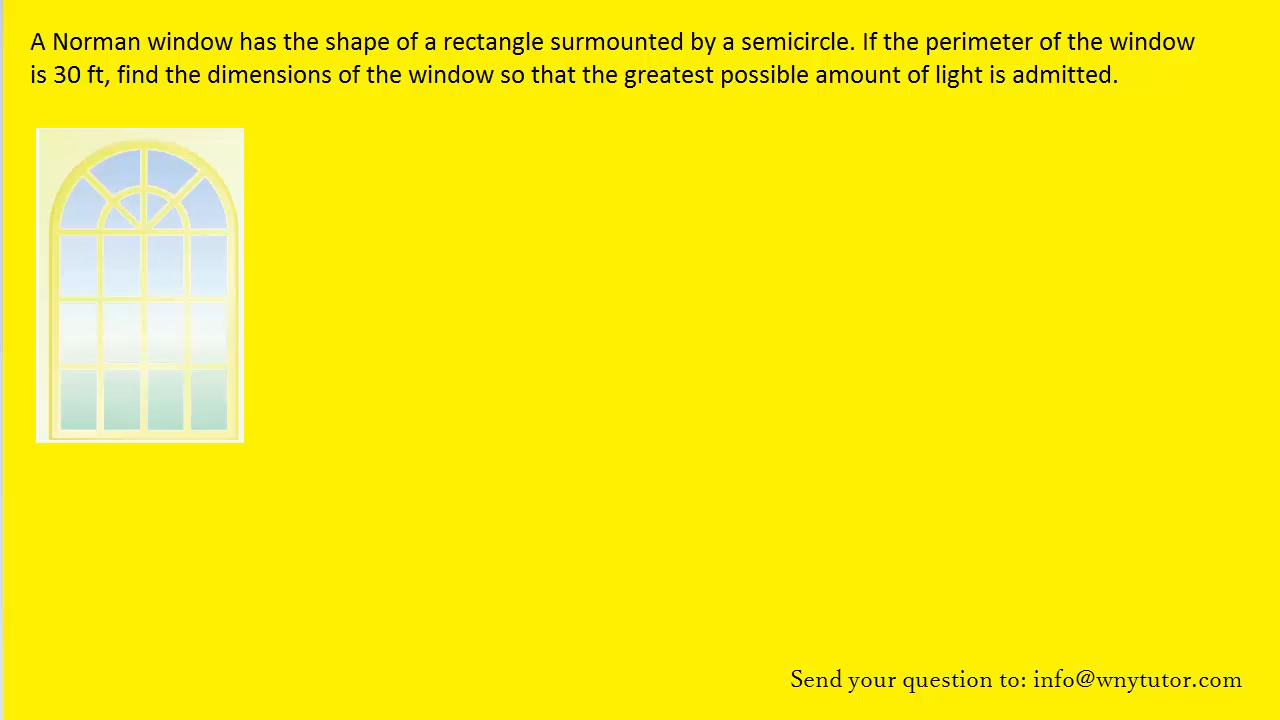 A Norman window has the shape of a rectangle surmounted by a semicircle. If the perimeter of the window
is 30 ft, find the dimensions of the window so that the greatest possible amount of light is admitted.
Send your question to: info@wnytutor.com